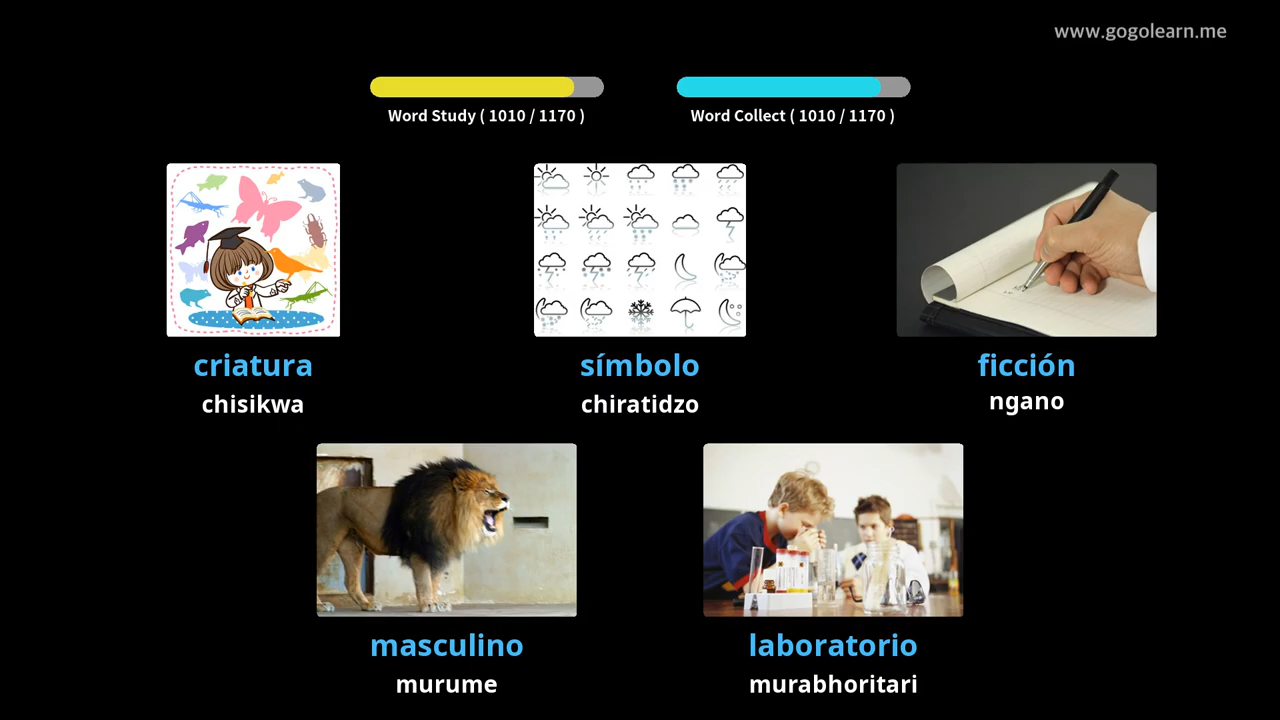 www.gogolearn.me
Word Study ( 1010 / 1170 )
Word Collect ( 1010 / 1170 )
criatura
chisikwa
símbolo
chiratidzo
ficción
ngano
masculino
murume
laboratorio
murabhoritari